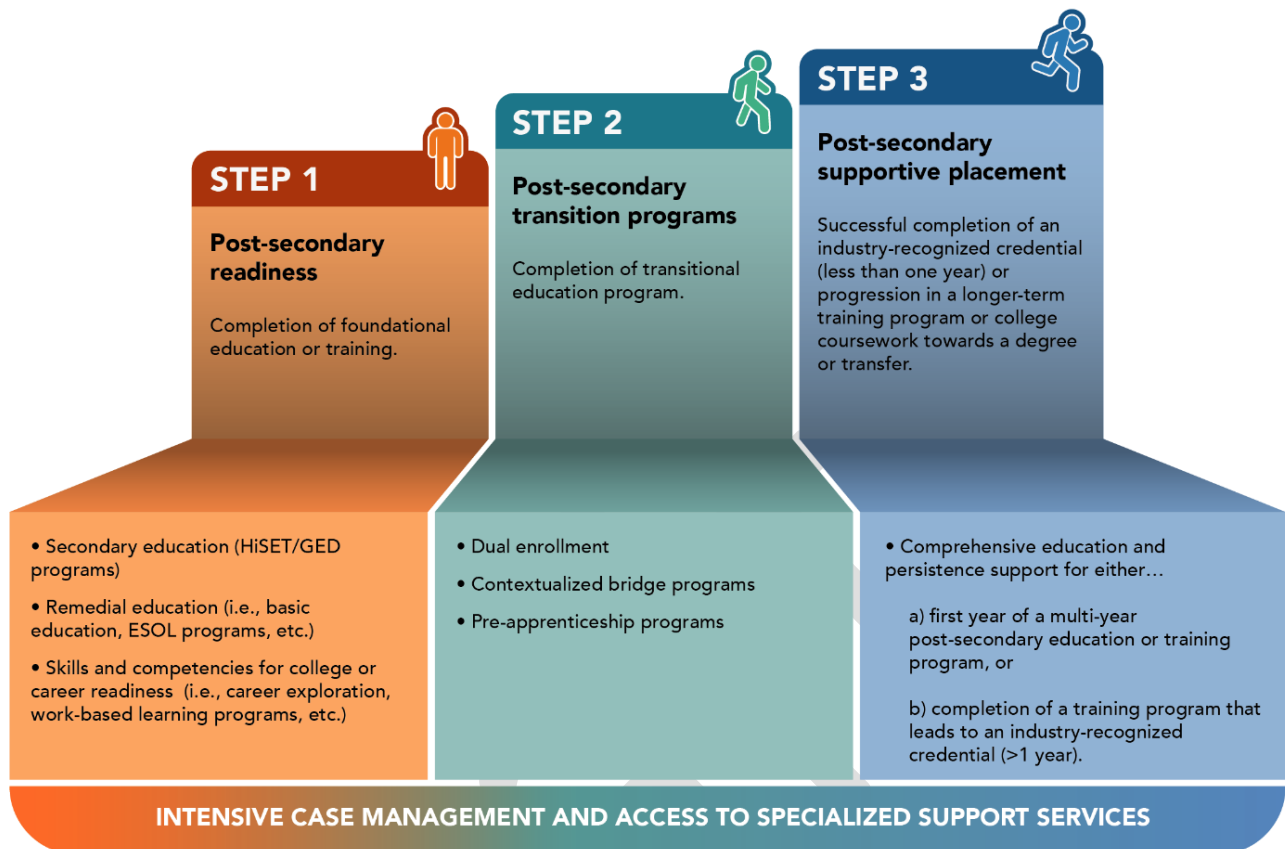 STEP 1
Post-secondary
readiness
Completion of foundational
education or training.
• Secondary education (HiSET/GED
programs)
• Remedial education (i.e., basic
education, ESOL programs, etc.)
• Skills and competencies for college or
career readiness (i.e., career exploration,
work-based learning programs, etc.)
STEP 2
Post-secondary
transition programs
Completion of transitional
education program.
• Dual enrollment
• Contextualized bridge programs
• Pre-apprenticeship programs
STEP 3
Post-secondary
supportive placement
Successful completion of an
industry-recognized credential
(less than one year) or
progression in a longer-term
training program or college
coursework towards a degree
or transfer.
• Comprehensive education and
persistence support for either…
a) first year of a multi-year
post-secondary education or training
program, or
b) completion of a training program that
leads to an industry-recognized
credential (>1 year).
INTENSIVE CASE MANAGEMENT AND ACCESS TO SPECIALIZED SUPPORT SERVICES